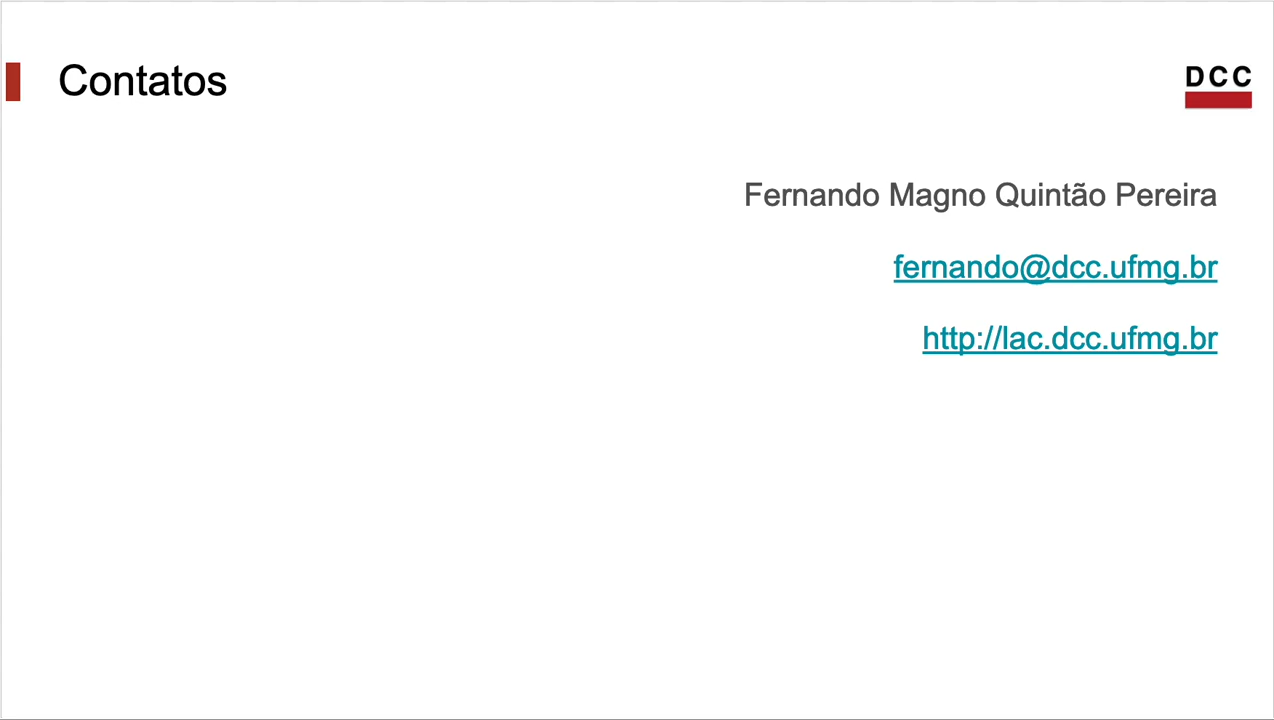 Contatos
DCC
Fernando Magno Quintão Pereira
fernando@dcc.ufmg.br
http://lac.dcc.ufmg.br